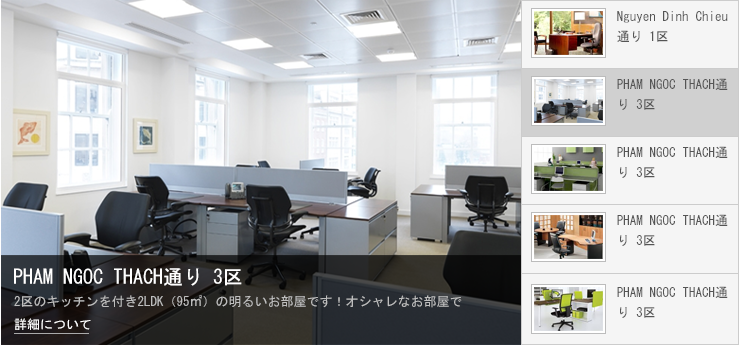 PHAM NGOC THACH通り 3区
2区のキッチンを付き2LDK（95㎡）の明るいお部屋です！オシャレなお部屋で
詳細について
Nguyen Dinh Chieu
通り 1区
PHAM NGOC THACH通
り 3区
PHAM NGOC THACH通
り 3区
PHAM NGOC THACH通
り 3区
PHAM NGOC THACH通
り 3区